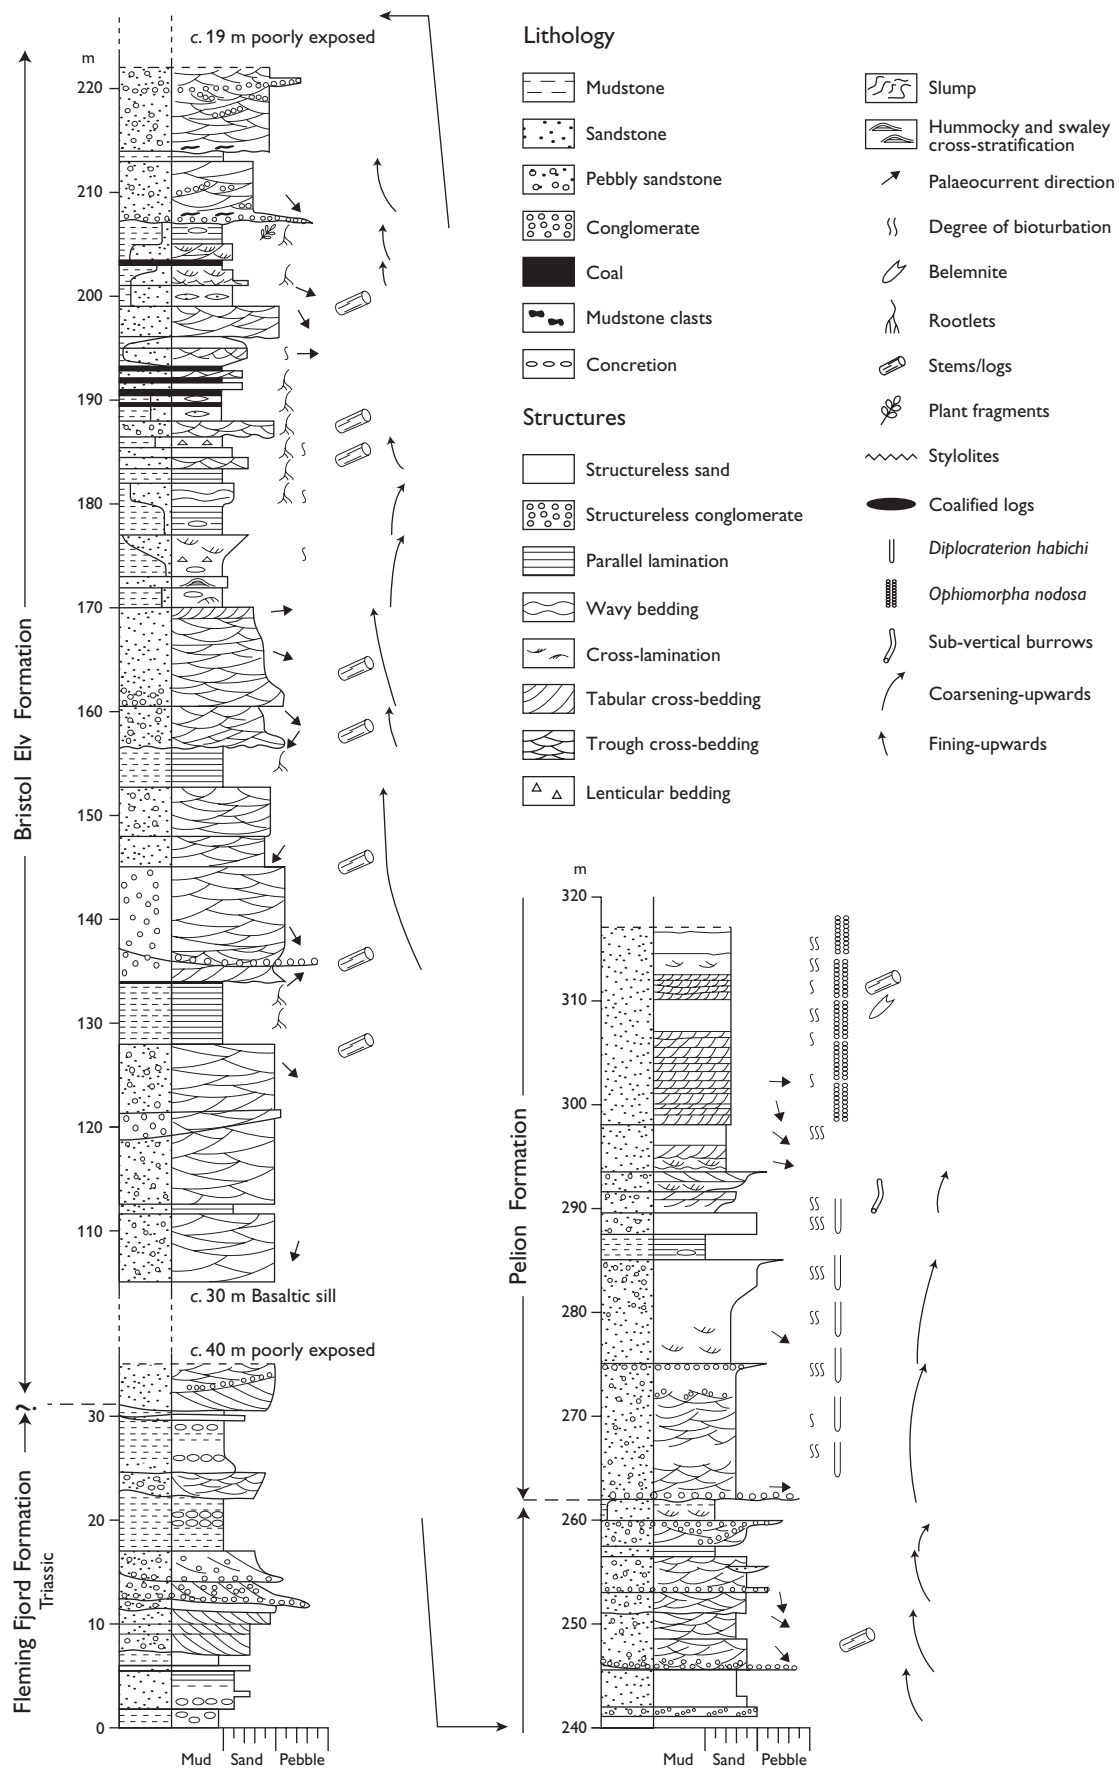 c. 19 m poorly exposed
m
220
210
200
190
180
170
160
150
140
130
120
110
c. 30 m Basaltic sill
c. 40 m poorly exposed
30
20
10
0
Mud Sand Pebble
Bristol Elv Formation
?
Fleming Fjord Formation
Triassic
Lithology
Mudstone
Sandstone
Pebbly sandstone
Conglomerate
Coal
Mudstone clasts
Concretion
Structures
Structureless sand
Structureless conglomerate
Parallel lamination
Wavy bedding
Cross-lamination
Tabular cross-bedding
Trough cross-bedding
Lenticular bedding
Slump
Hummocky and swaley
cross-stratification
Palaeocurrent direction
Degree of bioturbation
Belemnite
Rootlets
Stems/logs
Plant fragments
Stylolites
Coalified logs
Diplocraterion habichi
Ophiomorpha nodosa
Sub-vertical burrows
Coarsening-upwards
Fining-upwards
m
320
310
300
290
280
270
260
250
240
Mud Sand Pebble
Pelion Formation